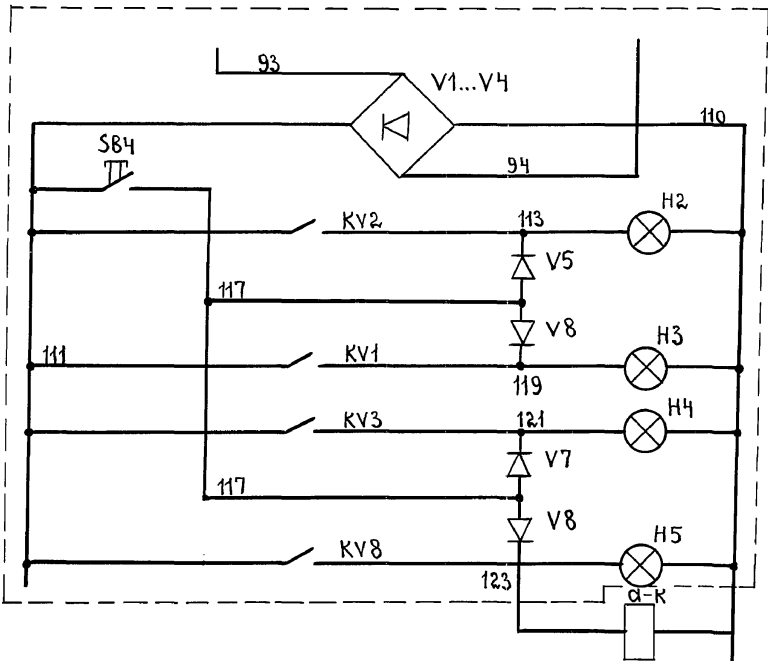 93
V1...V4
110
SB4
94
KV2
113
H2
V5
117
V8
111
KV1
119
H3
KV3
121
H4
V7
117
V8
KV8
123
H5
а-к